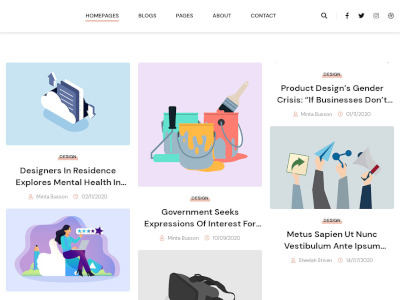 HOMEPAGES BLOGS PAGES ABOUT CONTACT
DESIGN
Designers In Residence
Explores Mental Health In...
Minta Busson 02/11/2020
DESIGN
Government Seeks
Expressions Of Interest For...
Minta Busson 10/09/2020
DESIGN
Product Design's Gender
Crisis: “If Businesses Don't...
Minta Busson 01/11/2020
DESIGN
Metus Sapien Ut Nunc
Vestibulum Ante Ipsum...
Sheelah Brosan 14/07/2020